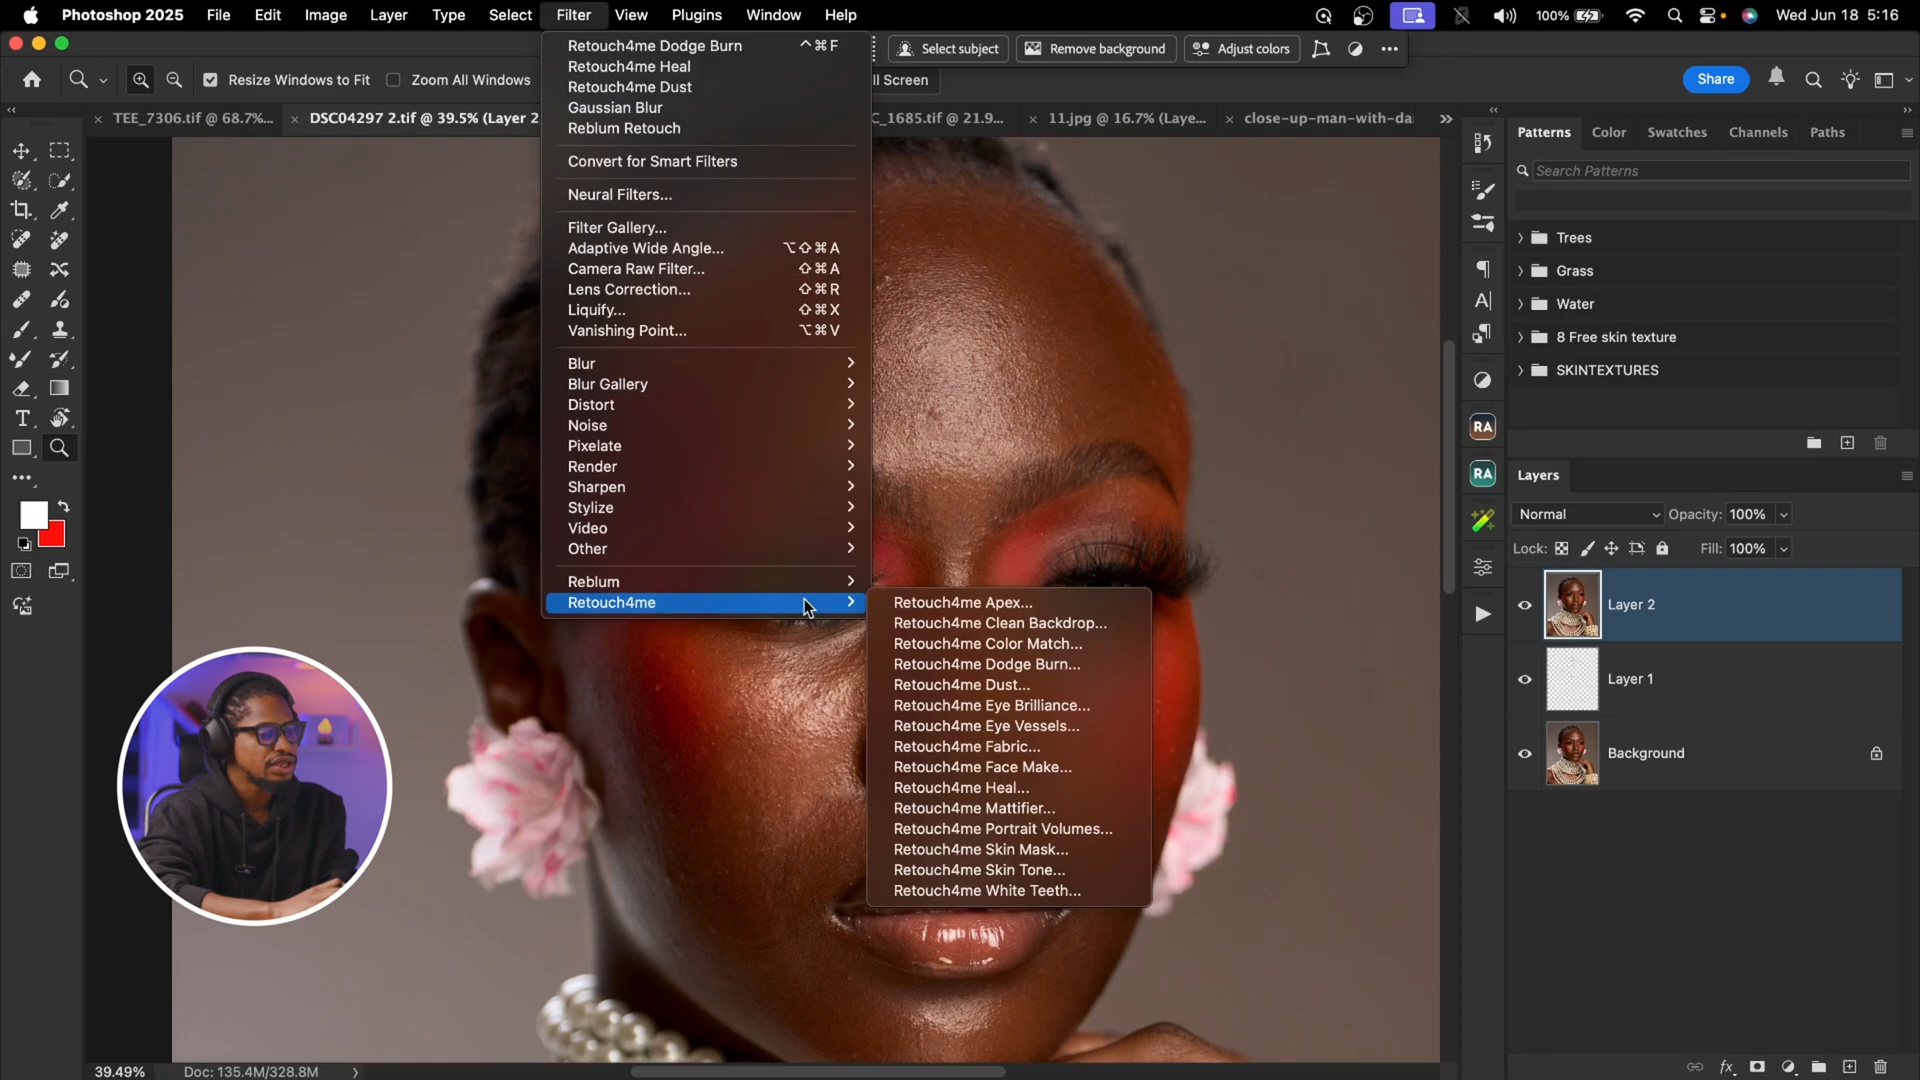 Photoshop 2025 File Edit Image Layer Type Select Filter View Plugins Window Help 100% Wed Jun 18 5:16
Select subject Remove background Adjust colors
Resize Windows to Fit Zoom All Windows ll Screen Share
TEE_7306.tif @ 68.7%... DSC04297 2.tif @ 39.5% (Layer 2 C_1685.tif @ 21.9... 11.jpg @ 16.7% (Laye... close-up-man-with-da
Retouch4me Dodge Burn ⌃⌘F
Retouch4me Heal
Retouch4me Dust
Gaussian Blur
Reblum Retouch
Convert for Smart Filters
Neural Filters...
Filter Gallery...
Adaptive Wide Angle... ⌥⇧⌘A
Camera Raw Filter... ⇧⌘A
Lens Correction... ⇧⌘R
Liquify... ⇧⌘X
Vanishing Point... ⌥⌘V
Blur
Blur Gallery
Distort
Noise
Pixelate
Render
Sharpen
Stylize
Video
Other
Reblum
Retouch4me
Retouch4me Apex...
Retouch4me Clean Backdrop...
Retouch4me Color Match...
Retouch4me Dodge Burn...
Retouch4me Dust...
Retouch4me Eye Brilliance...
Retouch4me Eye Vessels...
Retouch4me Fabric...
Retouch4me Face Make...
Retouch4me Heal...
Retouch4me Mattifier...
Retouch4me Portrait Volumes...
Retouch4me Skin Mask...
Retouch4me Skin Tone...
Retouch4me White Teeth...
Patterns Color Swatches Channels Paths
Search Patterns
Trees
Grass
Water
8 Free skin texture
SKINTEXTURES
RA
RA
Layers
Normal Opacity: 100%
Lock: Fill: 100%
Layer 2
Layer 1
Background
fx
39.49% Doc: 135.4M/328.8M